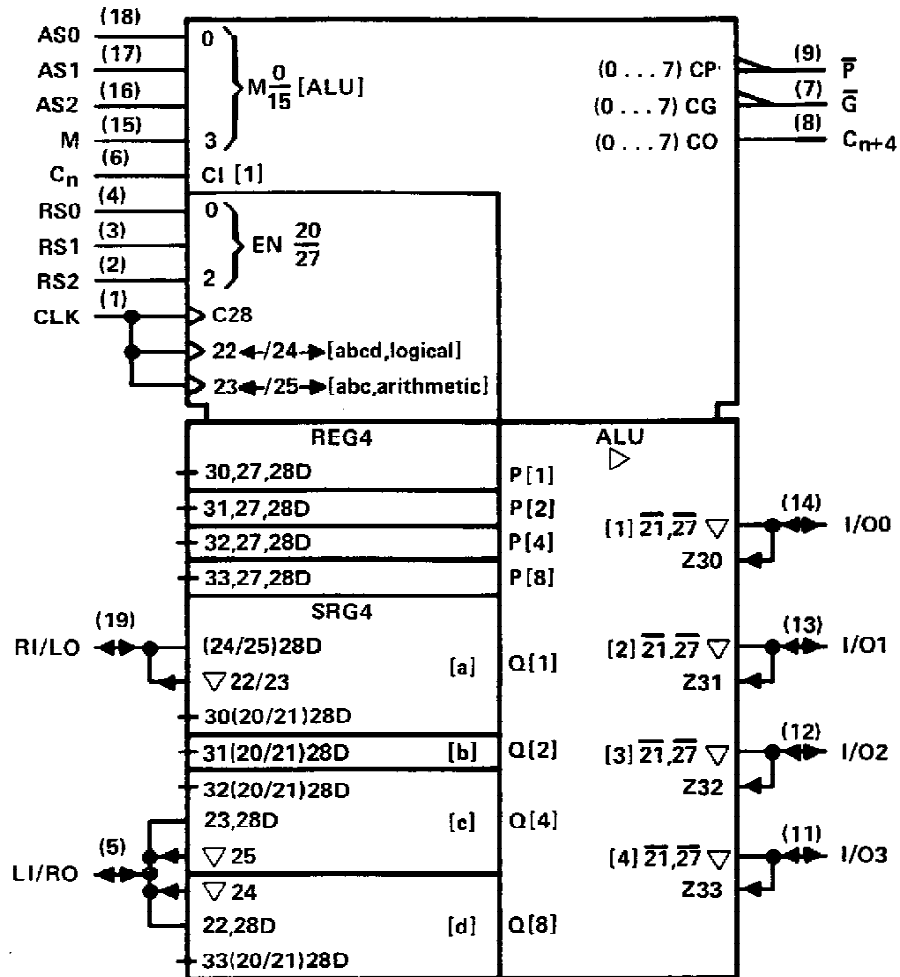 AS0 (18) 0
AS1 (17)
AS2 (16)
M (15) 3
M 0/15 [ALU]
Cn (6) CI [1]
RS0 (4) 0
RS1 (3)
RS2 (2) 2
EN 20/27
CLK (1) C28
22←/24→[abcd,logical]
23←/25→[abc,arithmetic]
(0 . . . 7) CP (9) P̅
(0 . . . 7) CG (7) G̅
(0 . . . 7) CO (8) Cn+4
REG4
30,27,28D P[1]
31,27,28D P[2]
32,27,28D P[4]
33,27,28D P[8]
SRG4
RI/LO (19) (24/25)28D [a] Q[1]
▽ 22/23
30(20/21)28D
31(20/21)28D [b] Q[2]
32(20/21)28D
23,28D [c] Q[4]
LI/RO (5) ▽ 25
▽ 24
22,28D [d] Q[8]
33(20/21)28D
ALU
▷
[1] 2̅1̅,2̅7̅ ▽ (14) I/O0
Z30
[2] 2̅1̅,2̅7̅ ▽ (13) I/O1
Z31
[3] 2̅1̅,2̅7̅ ▽ (12) I/O2
Z32
[4] 2̅1̅,2̅7̅ ▽ (11) I/O3
Z33